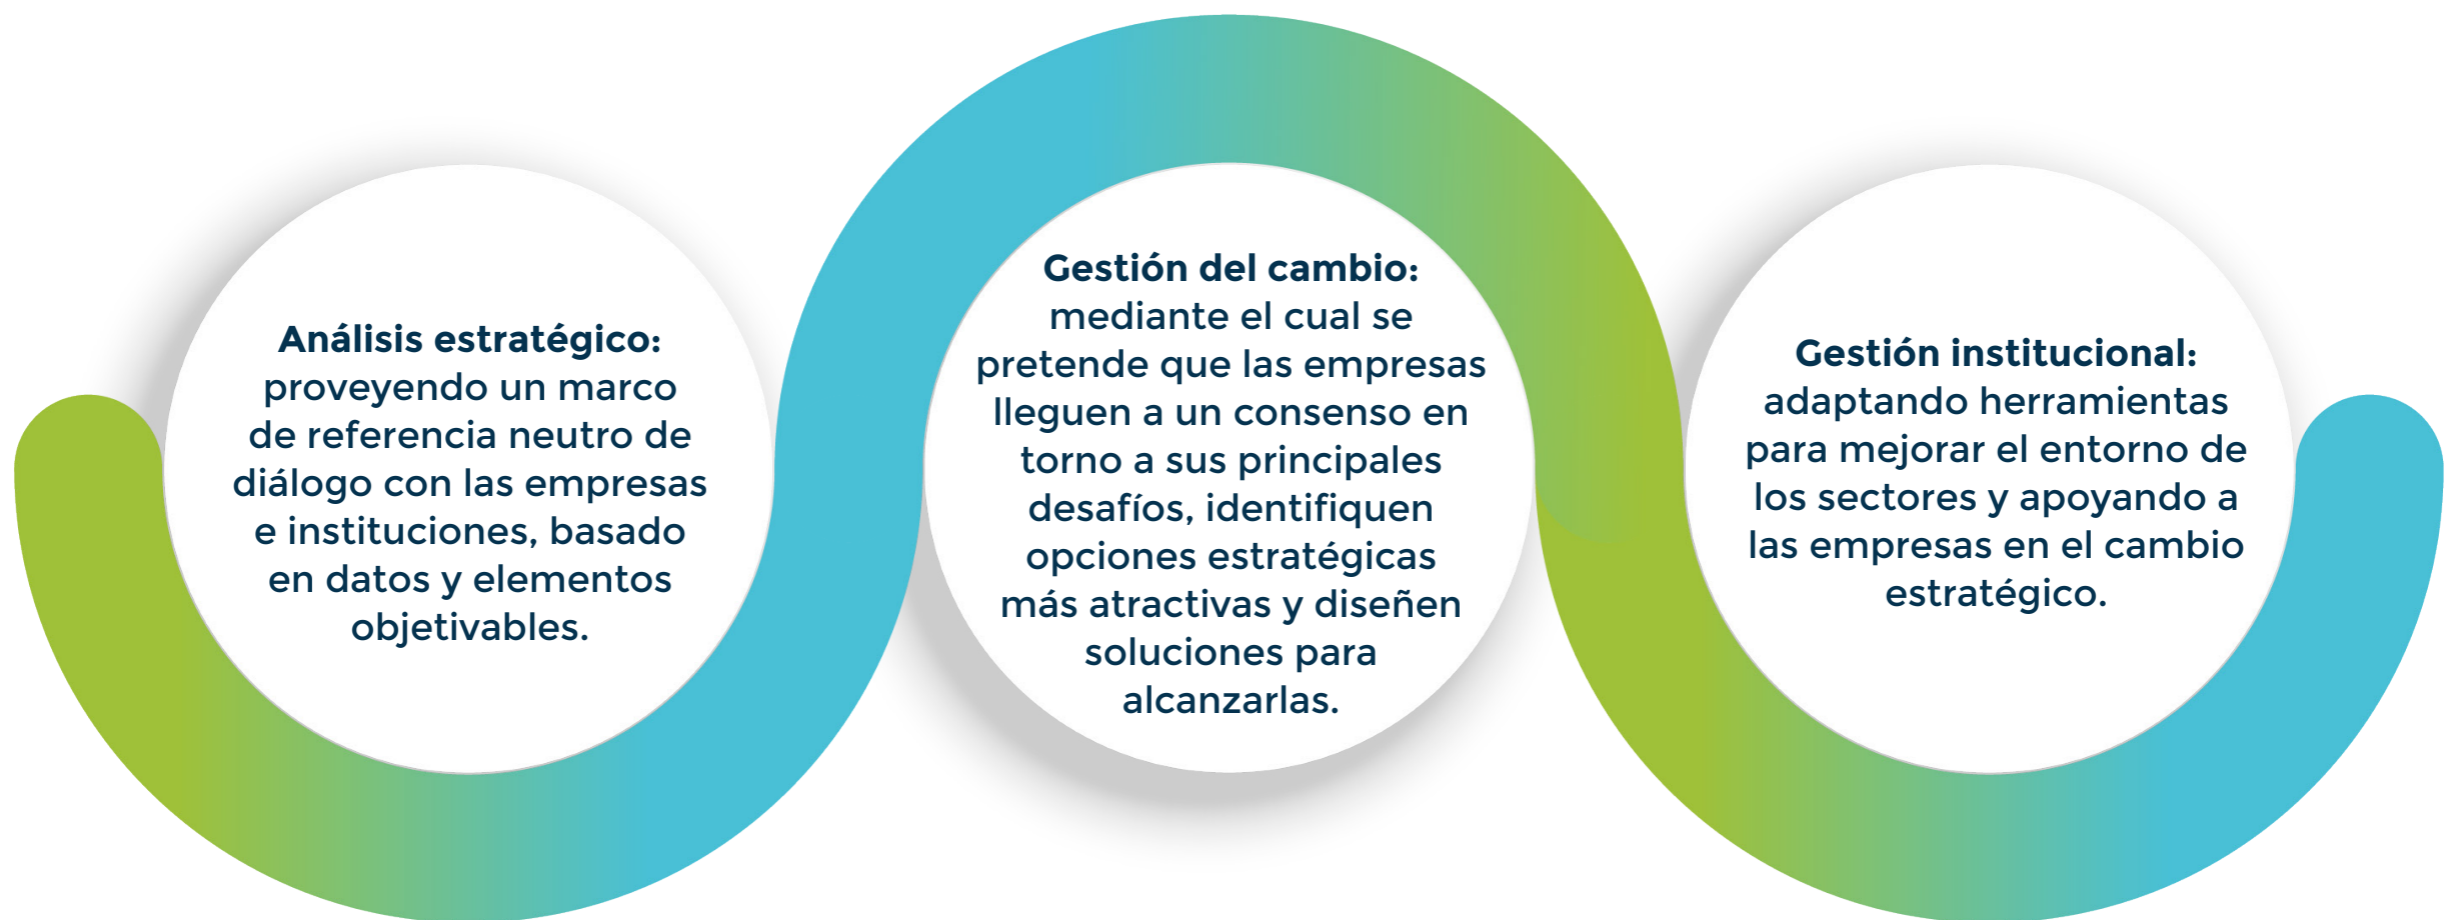 Análisis estratégico:
proveyendo un marco
de referencia neutro de
diálogo con las empresas
e instituciones, basado
en datos y elementos
objetivables.
Gestión del cambio:
mediante el cual se
pretende que las empresas
lleguen a un consenso en
torno a sus principales
desafíos, identifiquen
opciones estratégicas
más atractivas y diseñen
soluciones para
alcanzarlas.
Gestión institucional:
adaptando herramientas
para mejorar el entorno de
los sectores y apoyando a
las empresas en el cambio
estratégico.